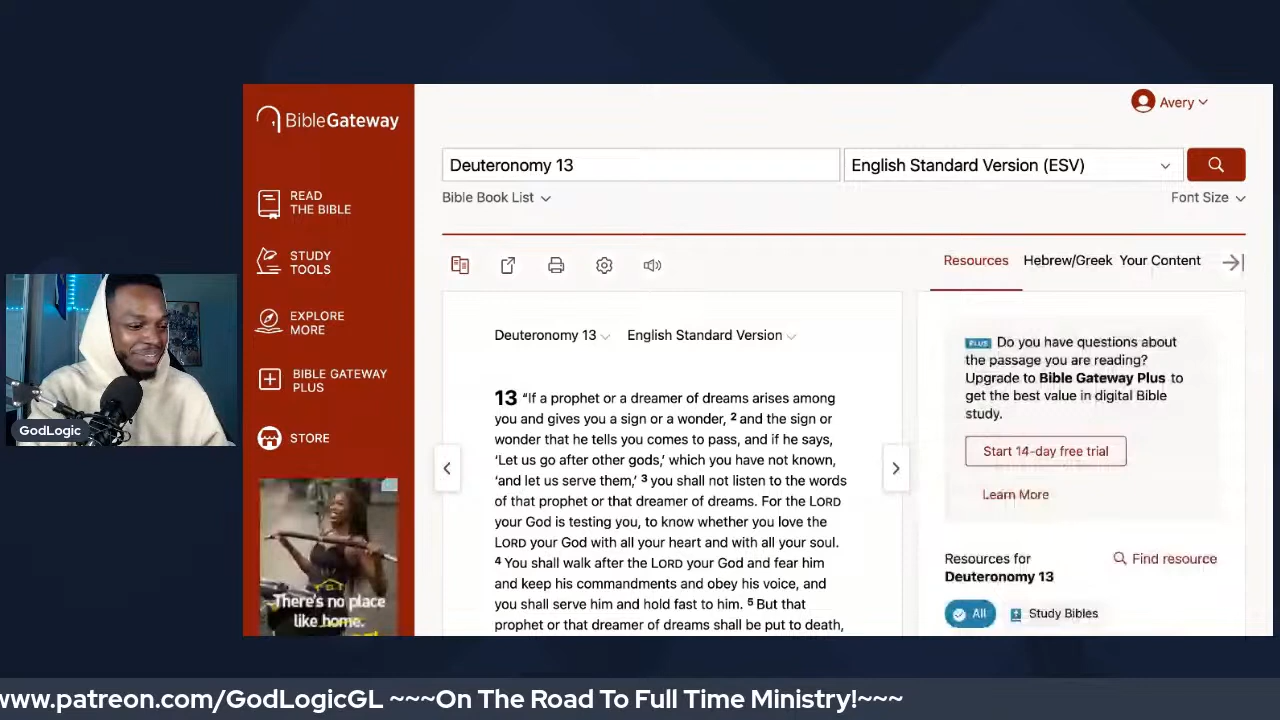 BibleGateway
Avery
Deuteronomy 13
English Standard Version (ESV)
Bible Book List
Font Size
READ
THE BIBLE
STUDY
TOOLS
EXPLORE
MORE
BIBLE GATEWAY
PLUS
STORE
There's no place
like home.
Resources
Hebrew/Greek
Your Content
Deuteronomy 13
English Standard Version
13 “If a prophet or a dreamer of dreams arises among
you and gives you a sign or a wonder, 2 and the sign or
wonder that he tells you comes to pass, and if he says,
‘Let us go after other gods,’ which you have not known,
‘and let us serve them,’ 3 you shall not listen to the words
of that prophet or that dreamer of dreams. For the LORD
your God is testing you, to know whether you love the
LORD your God with all your heart and with all your soul.
4 You shall walk after the LORD your God and fear him
and keep his commandments and obey his voice, and
you shall serve him and hold fast to him. 5 But that
prophet or that dreamer of dreams shall be put to death,
PLUS Do you have questions about
the passage you are reading?
Upgrade to Bible Gateway Plus to
get the best value in digital Bible
study.
Start 14-day free trial
Learn More
Resources for
Deuteronomy 13
Find resource
All
Study Bibles
GodLogic
www.patreon.com/GodLogicGL ~~~On The Road To Full Time Ministry!~~~